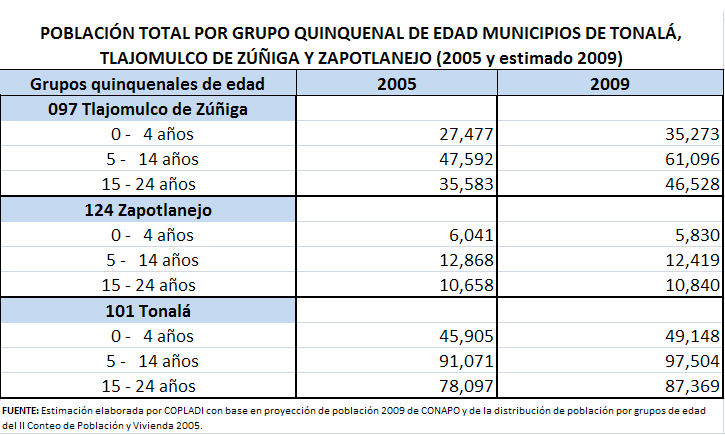 POBLACIÓN TOTAL POR GRUPO QUINQUENAL DE EDAD MUNICIPIOS DE TONALÁ,
TLAJOMULCO DE ZÚÑIGA Y ZAPOTLANEJO (2005 y estimado 2009)
Grupos quinquenales de edad 2005 2009
097 Tlajomulco de Zúñiga
0 - 4 años 27,477 35,273
5 - 14 años 47,592 61,096
15 - 24 años 35,583 46,528
124 Zapotlanejo
0 - 4 años 6,041 5,830
5 - 14 años 12,868 12,419
15 - 24 años 10,658 10,840
101 Tonalá
0 - 4 años 45,905 49,148
5 - 14 años 91,071 97,504
15 - 24 años 78,097 87,369
FUENTE: Estimación elaborada por COPLADI con base en proyección de población 2009 de CONAPO y de la distribución de población por grupos de edad
del II Conteo de Población y Vivienda 2005.